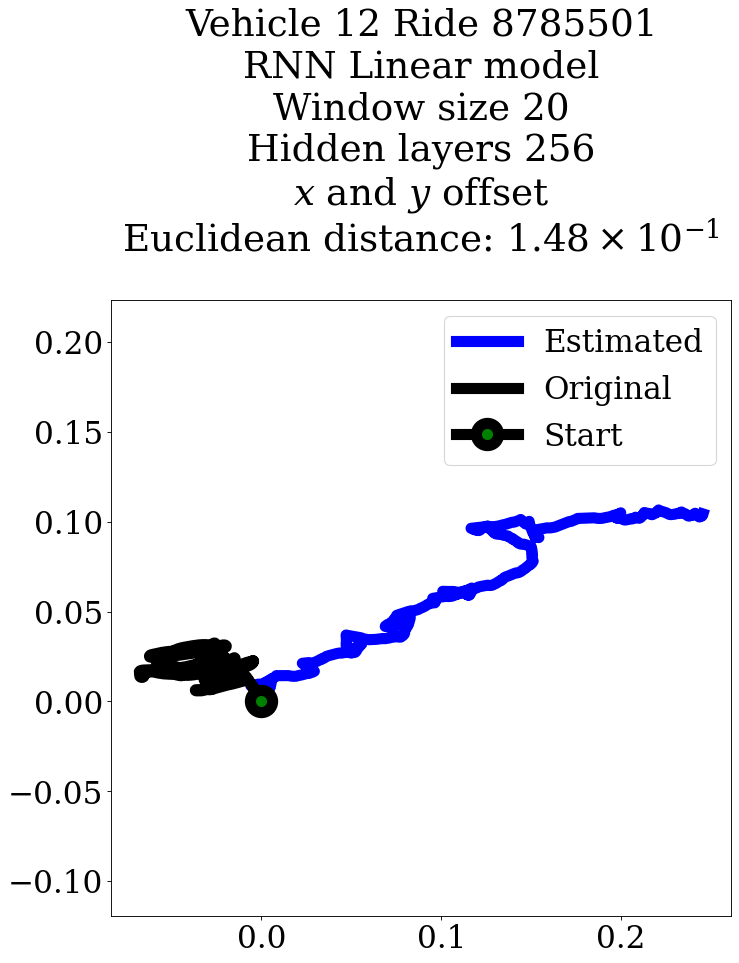 Vehicle 12 Ride 8785501
RNN Linear model
Window size 20
Hidden layers 256
x and y offset
Euclidean distance: 1.48 × 10⁻¹
Estimated
Original
Start
0.20
0.15
0.10
0.05
0.00
−0.05
−0.10
0.0 0.1 0.2